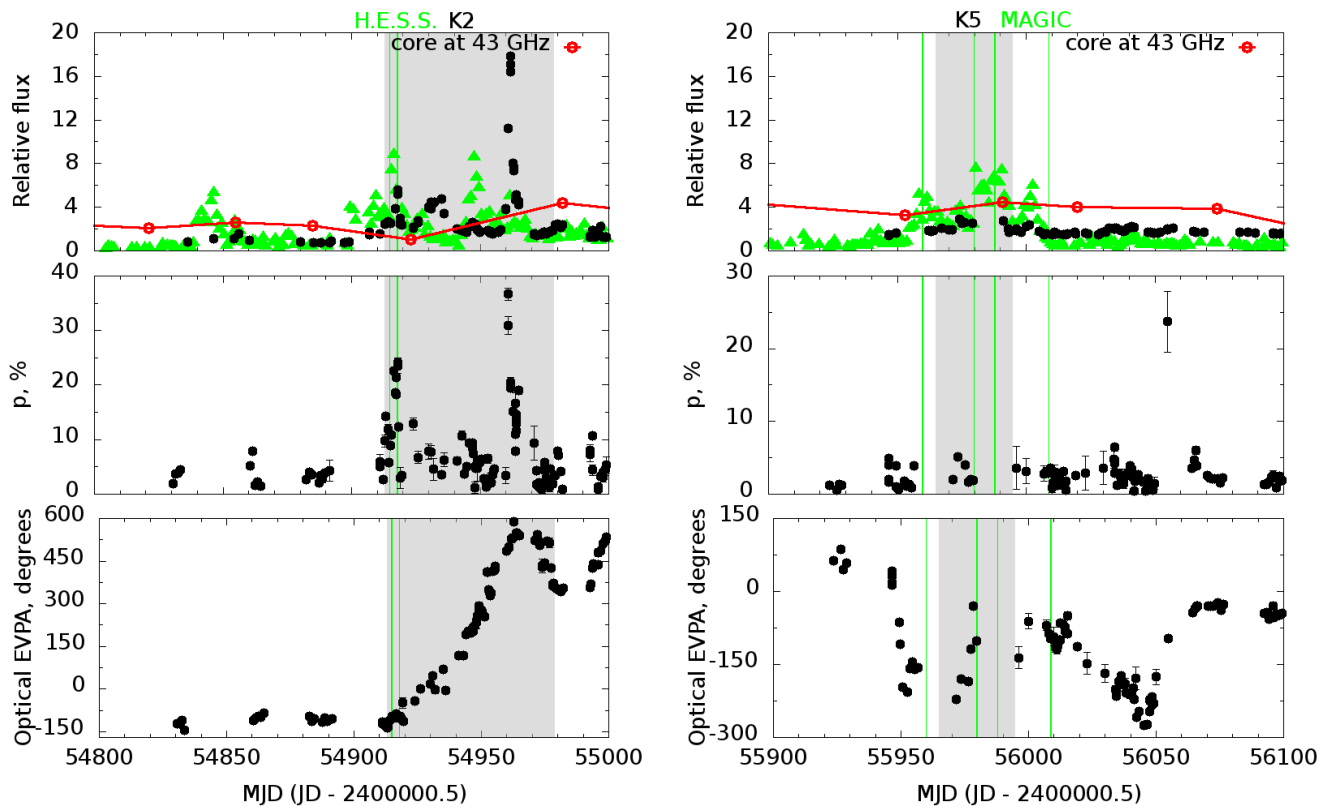 H.E.S.S. K2
core at 43 GHz
Relative flux
20
16
12
8
4
0
p, %
40
30
20
10
0
Optical EVPA, degrees
600
450
300
150
0
-150
54800 54850 54900 54950 55000
MJD (JD - 2400000.5)
K5 MAGIC
core at 43 GHz
Relative flux
20
16
12
8
4
0
p, %
30
20
10
0
Optical EVPA, degrees
150
0
-150
-300
55900 55950 56000 56050 56100
MJD (JD - 2400000.5)